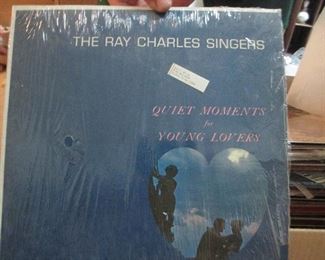 THE RAY CHARLES SINGERS
QUIET MOMENTS
for
YOUNG LOVERS